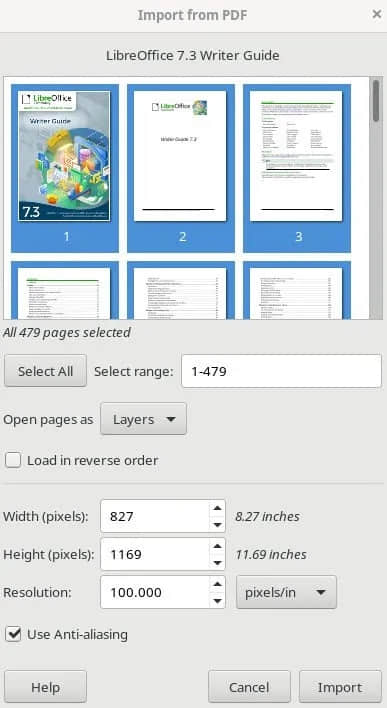 Import from PDF
LibreOffice 7.3 Writer Guide
LibreOffice
Writer Guide
7.3
LibreOffice
Writer Guide 7.3
1
2
3
All 479 pages selected
Select All
Select range:
1-479
Open pages as
Layers
Load in reverse order
Width (pixels):
827
8.27 inches
Height (pixels):
1169
11.69 inches
Resolution:
100.000
pixels/in
Use Anti-aliasing
Help
Cancel
Import